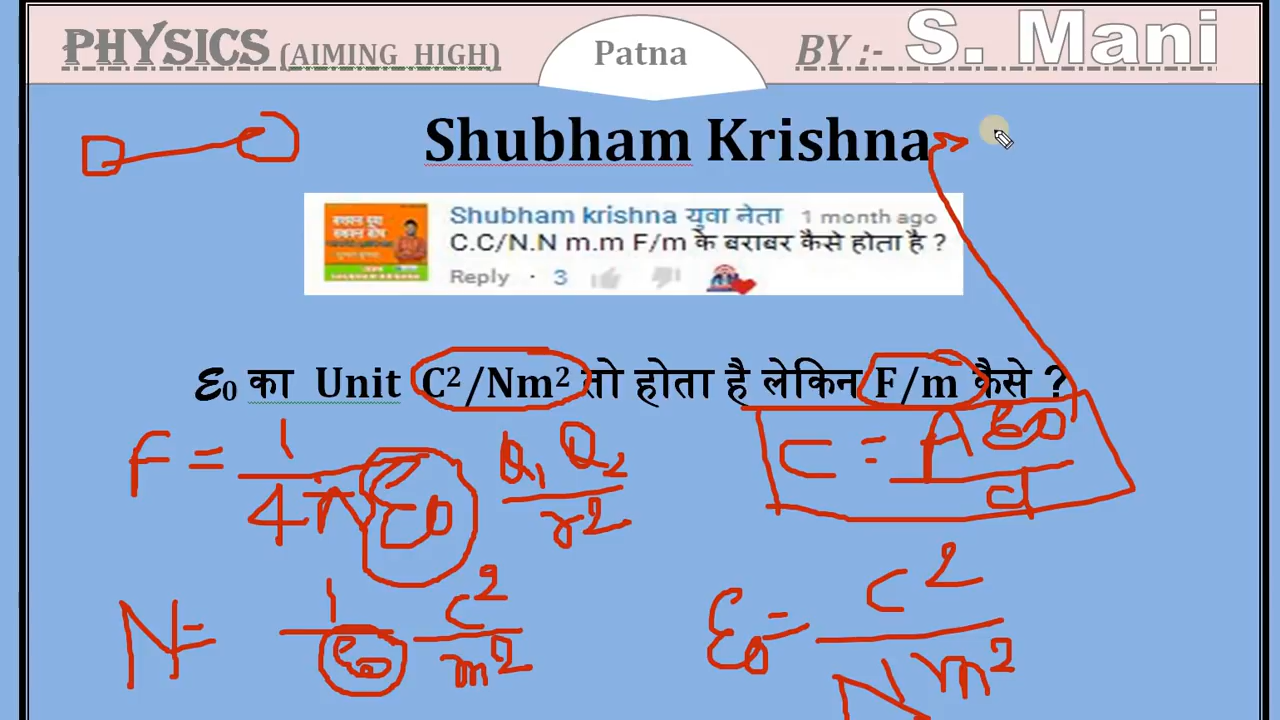 PHYSICS (AIMING HIGH) Patna BY :- S. Mani
Shubham Krishna
Shubham krishna युवा नेता 1 month ago
C.C/N.N m.m F/m के बराबर कैसे होता है ?
Reply · 3
ℰ₀ का Unit C²/Nm² तो होता है लेकिन F/m कैसे ?
F = 1/4πε₀ Q₁Q₂/r²
C = Aε₀/d
N = 1/ε₀ C²/m²
ε₀ = C²/Nm²